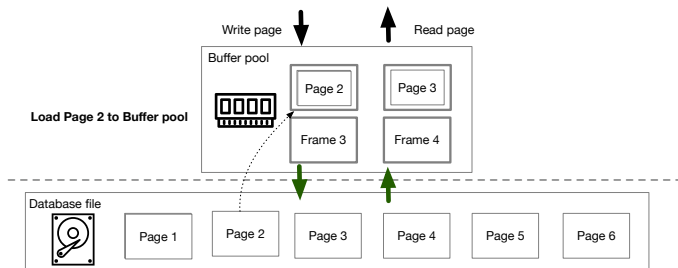 Write page
Read page
Buffer pool
Page 2
Page 3
Load Page 2 to Buffer pool
Frame 3
Frame 4
Database file
Page 1
Page 2
Page 3
Page 4
Page 5
Page 6